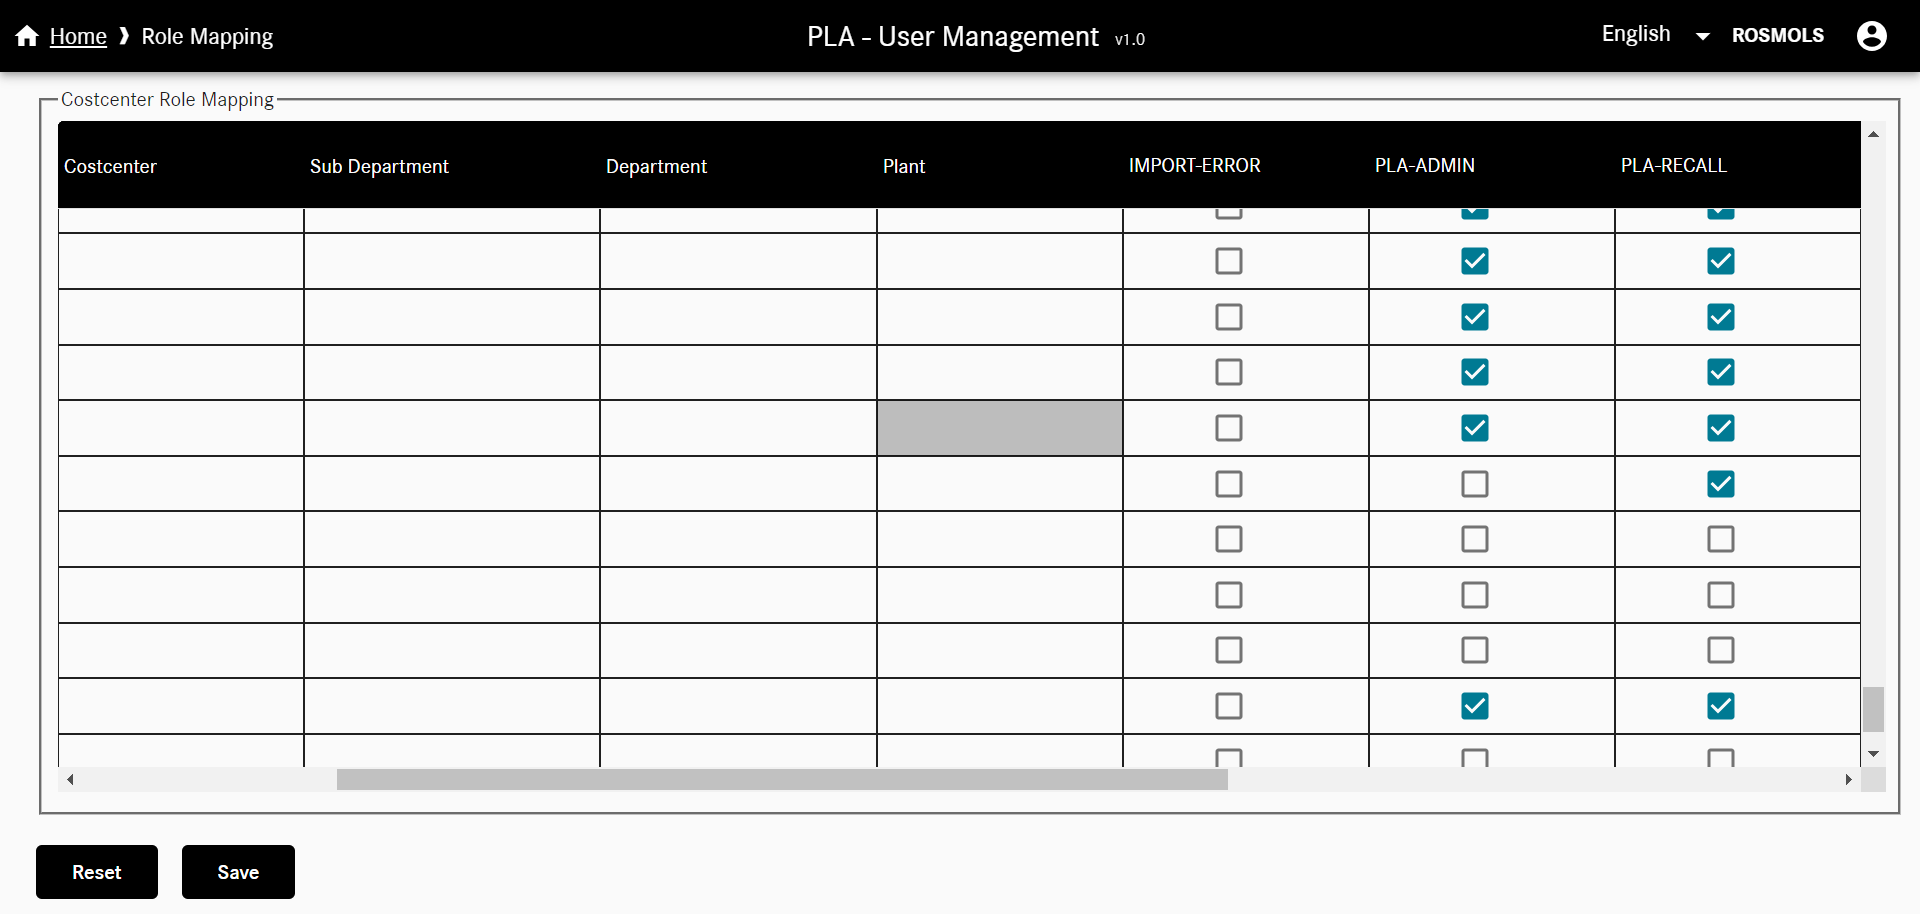 Home ❱ Role Mapping
PLA - User Management v1.0
English
ROSMOLS
Costcenter Role Mapping
Costcenter Sub Department Department Plant IMPORT-ERROR PLA-ADMIN PLA-RECALL
Reset Save